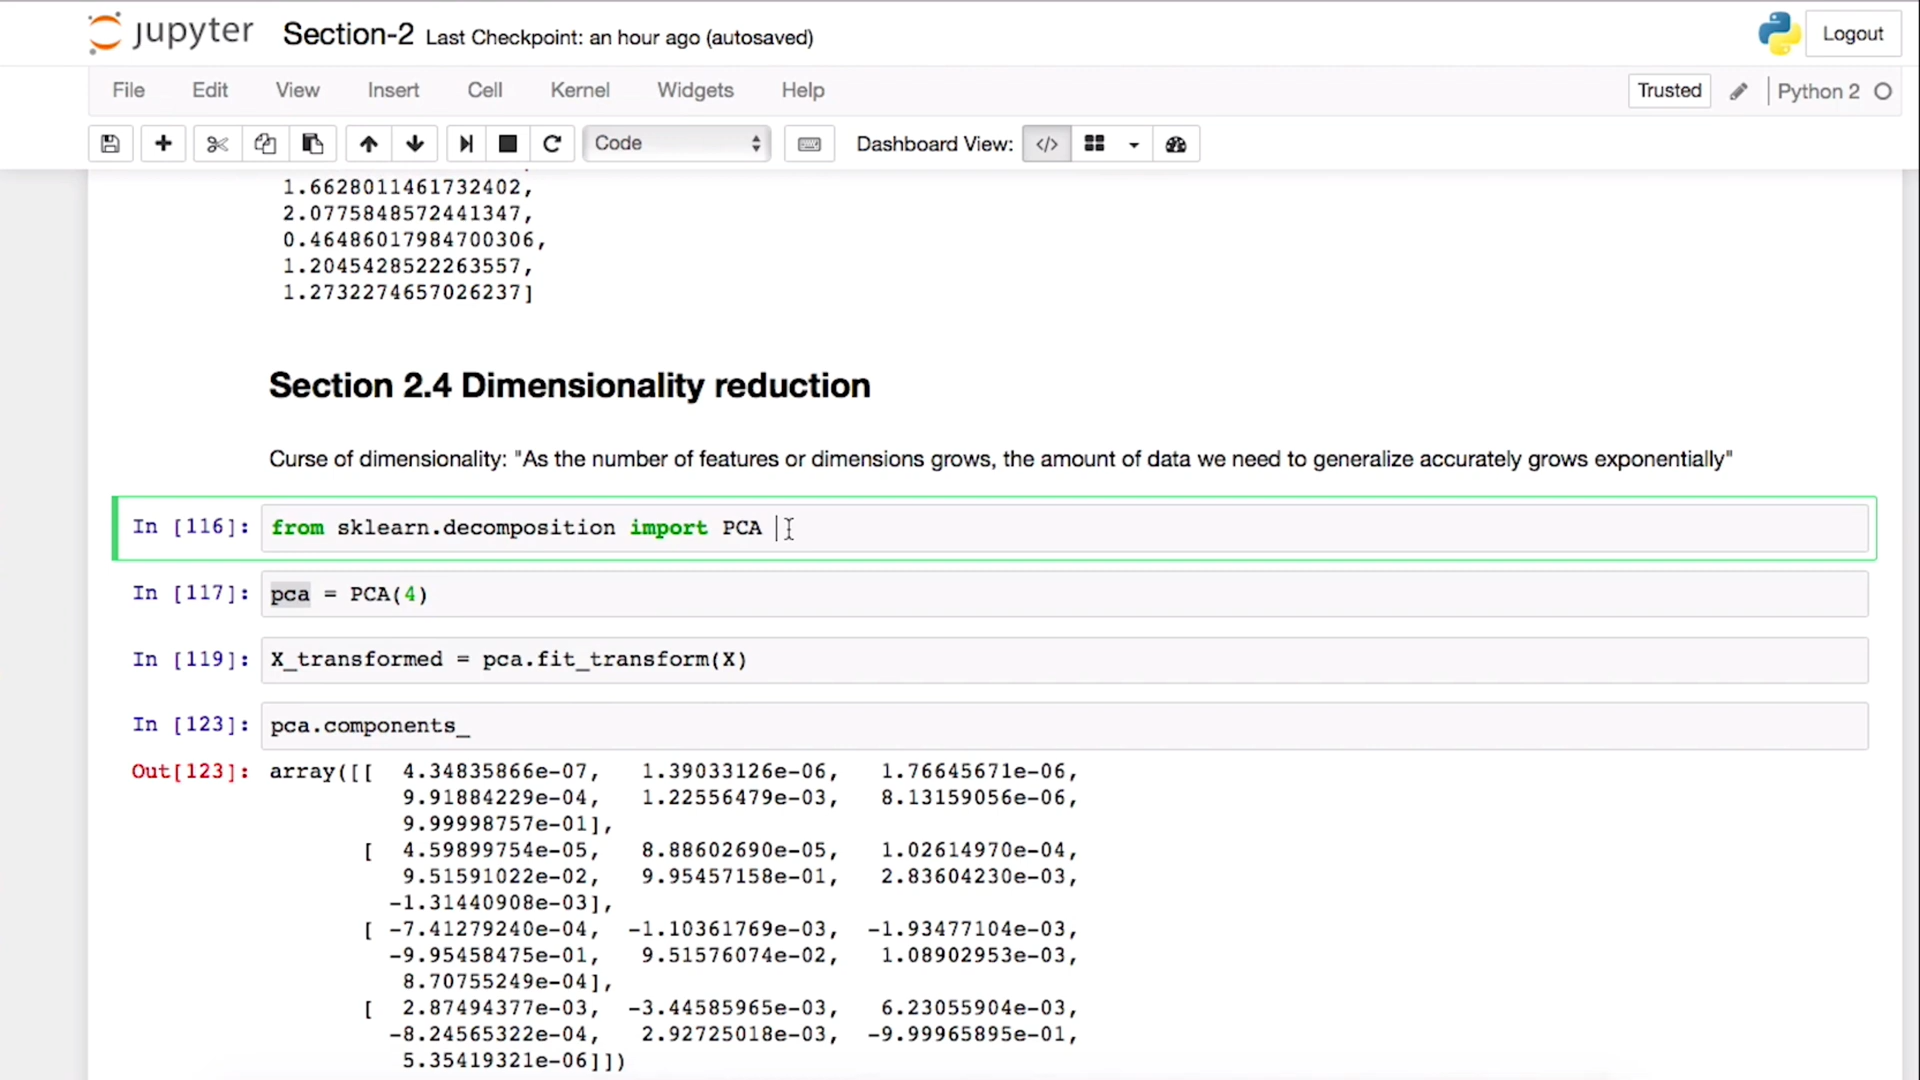 jupyter Section-2 Last Checkpoint: an hour ago (autosaved) Logout
File Edit View Insert Cell Kernel Widgets Help Trusted Python 2
Code Dashboard View:
1.6628011461732402,
2.0775848572441347,
0.46486017984700306,
1.2045428522263557,
1.2732274657026237]
Section 2.4 Dimensionality reduction
Curse of dimensionality: "As the number of features or dimensions grows, the amount of data we need to generalize accurately grows exponentially"
In [116]: from sklearn.decomposition import PCA
In [117]: pca = PCA(4)
In [119]: X_transformed = pca.fit_transform(X)
In [123]: pca.components_
Out[123]: array([[ 4.34835866e-07, 1.39033126e-06, 1.76645671e-06,
9.91884229e-04, 1.22556479e-03, 8.13159056e-06,
9.99998757e-01],
[ 4.59899754e-05, 8.88602690e-05, 1.02614970e-04,
9.51591022e-02, 9.95457158e-01, 2.83604230e-03,
-1.31440908e-03],
[ -7.41279240e-04, -1.10361769e-03, -1.93477104e-03,
-9.95458475e-01, 9.51576074e-02, 1.08902953e-03,
8.70755249e-04],
[ 2.87494377e-03, -3.44585965e-03, 6.23055904e-03,
-8.24565322e-04, 2.92725018e-03, -9.99965895e-01,
5.35419321e-06]])